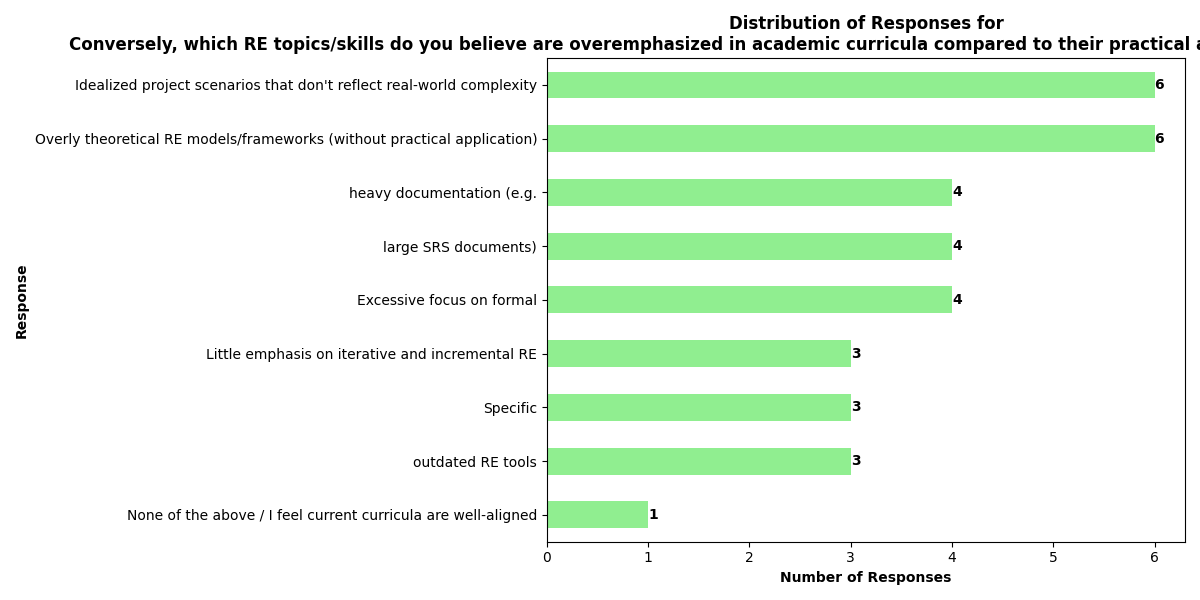 Distribution of Responses for
Conversely, which RE topics/skills do you believe are overemphasized in academic curricula compared to their practical
Idealized project scenarios that don't reflect real-world complexity
6
Overly theoretical RE models/frameworks (without practical application)
6
heavy documentation (e.g.
4
large SRS documents)
4
Excessive focus on formal
4
Little emphasis on iterative and incremental RE
3
Specific
3
outdated RE tools
3
None of the above / I feel current curricula are well-aligned
1
Response
0 1 2 3 4 5 6
Number of Responses